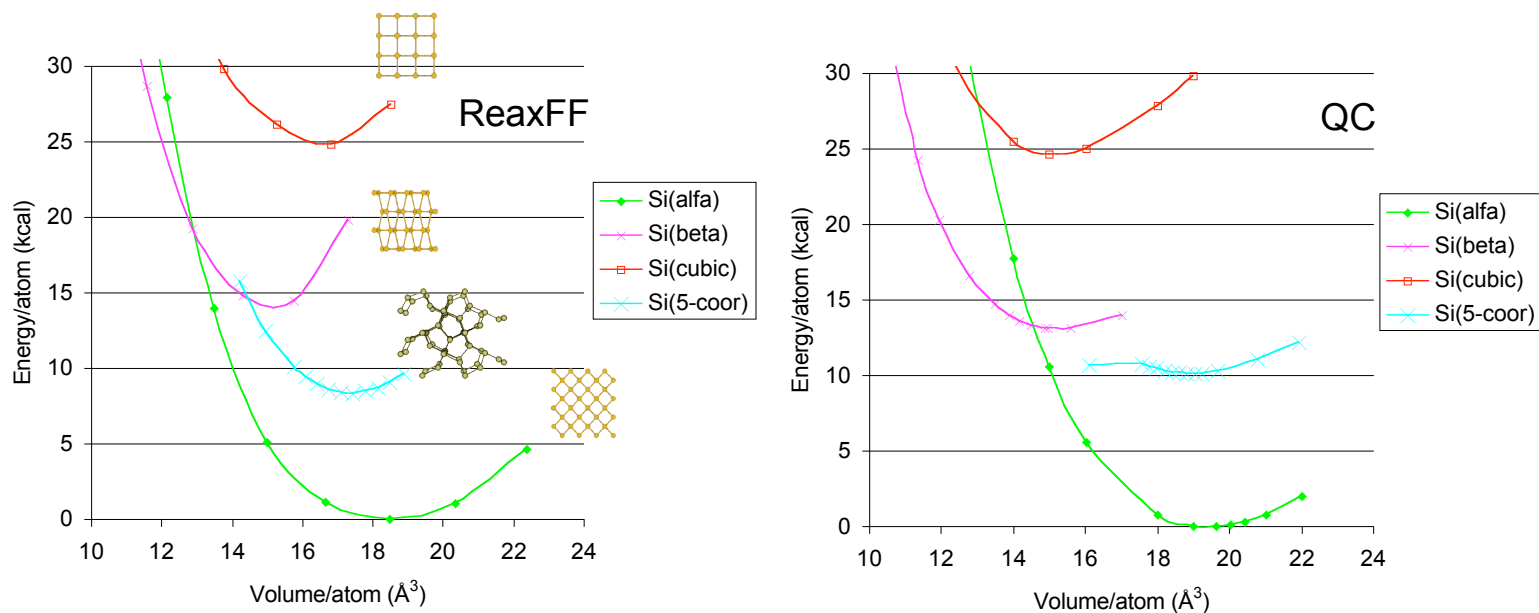 ReaxFF
30
25
20
15
10
5
0
10 12 14 16 18 20 22 24
Energy/atom (kcal)
Volume/atom (Å³)
Si(alfa)
Si(beta)
Si(cubic)
Si(5-coor)
QC
30
25
20
15
10
5
0
10 12 14 16 18 20 22 24
Energy/atom (kcal)
Volume/atom (Å³)
Si(alfa)
Si(beta)
Si(cubic)
Si(5-coor)